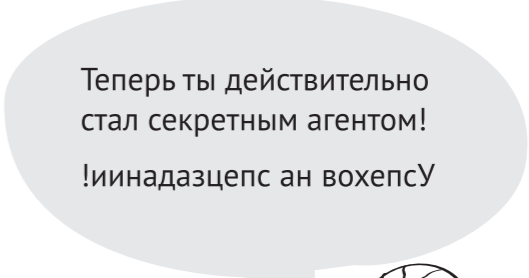 Теперь ты действительно
стал секретным агентом!
!иинадазцепс ан вохепсУ